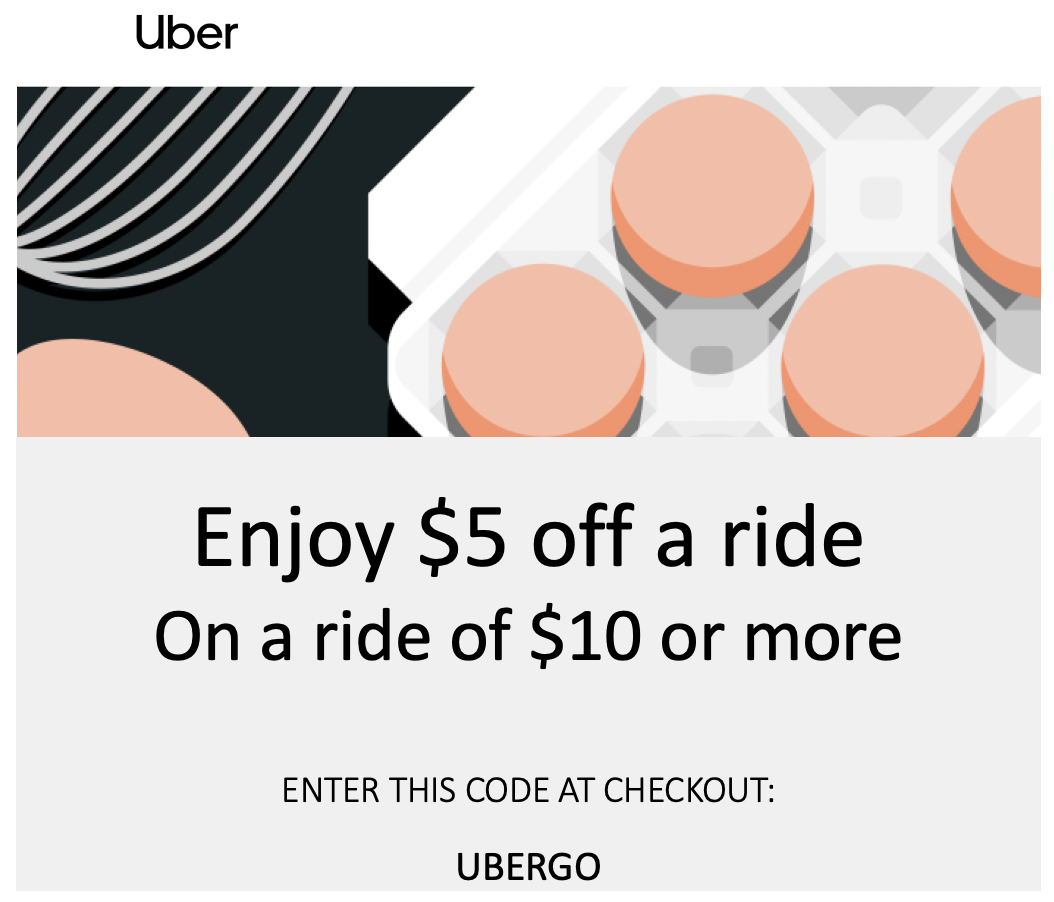 Uber
Enjoy $5 off a ride
On a ride of $10 or more
ENTER THIS CODE AT CHECKOUT:
UBERGO